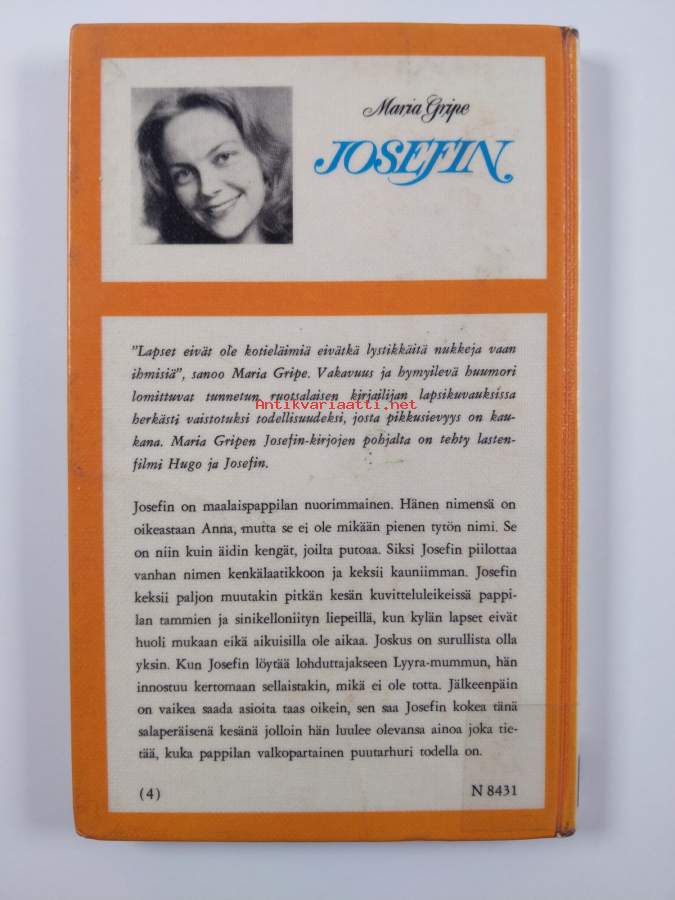 Maria Gripe
JOSEFIN
"Lapset eivät ole kotieläimiä eivätkä lystikkäitä nukkeja vaan
ihmisiä", sanoo Maria Gripe. Vakavuus ja hymyilevä huumori
lomittuvat tunnetun ruotsalaisen kirjailijan lapsikuvauksissa
Antikvariaatti.net
herkästi vaistotuksi todellisuudeksi, josta pikkusievyys on kau-
kana. Maria Gripen Josefin-kirjojen pohjalta on tehty lasten-
filmi Hugo ja Josefin.
Josefin on maalaispappilan nuorimmainen. Hänen nimensä on
oikeastaan Anna, mutta se ei ole mikään pienen tytön nimi. Se
on niin kuin äidin kengät, joilta putoaa. Siksi Josefin piilottaa
vanhan nimen kenkälaatikkoon ja keksii kauniimman. Josefin
keksii paljon muutakin pitkän kesän kuvitteluleikeissä pappi-
lan tammien ja sinikelloniityn liepeillä, kun kylän lapset eivät
huoli mukaan eikä aikuisilla ole aikaa. Joskus on surullista olla
yksin. Kun Josefin löytää lohduttajakseen Lyyra-mummun, hän
innostuu kertomaan sellaistakin, mikä ei ole totta. Jälkeenpäin
on vaikea saada asioita taas oikein, sen saa Josefin kokea tänä
salaperäisenä kesänä jolloin hän luulee olevansa ainoa joka tie-
tää, kuka pappilan valkopartainen puutarhuri todella on.
(4) N 8431